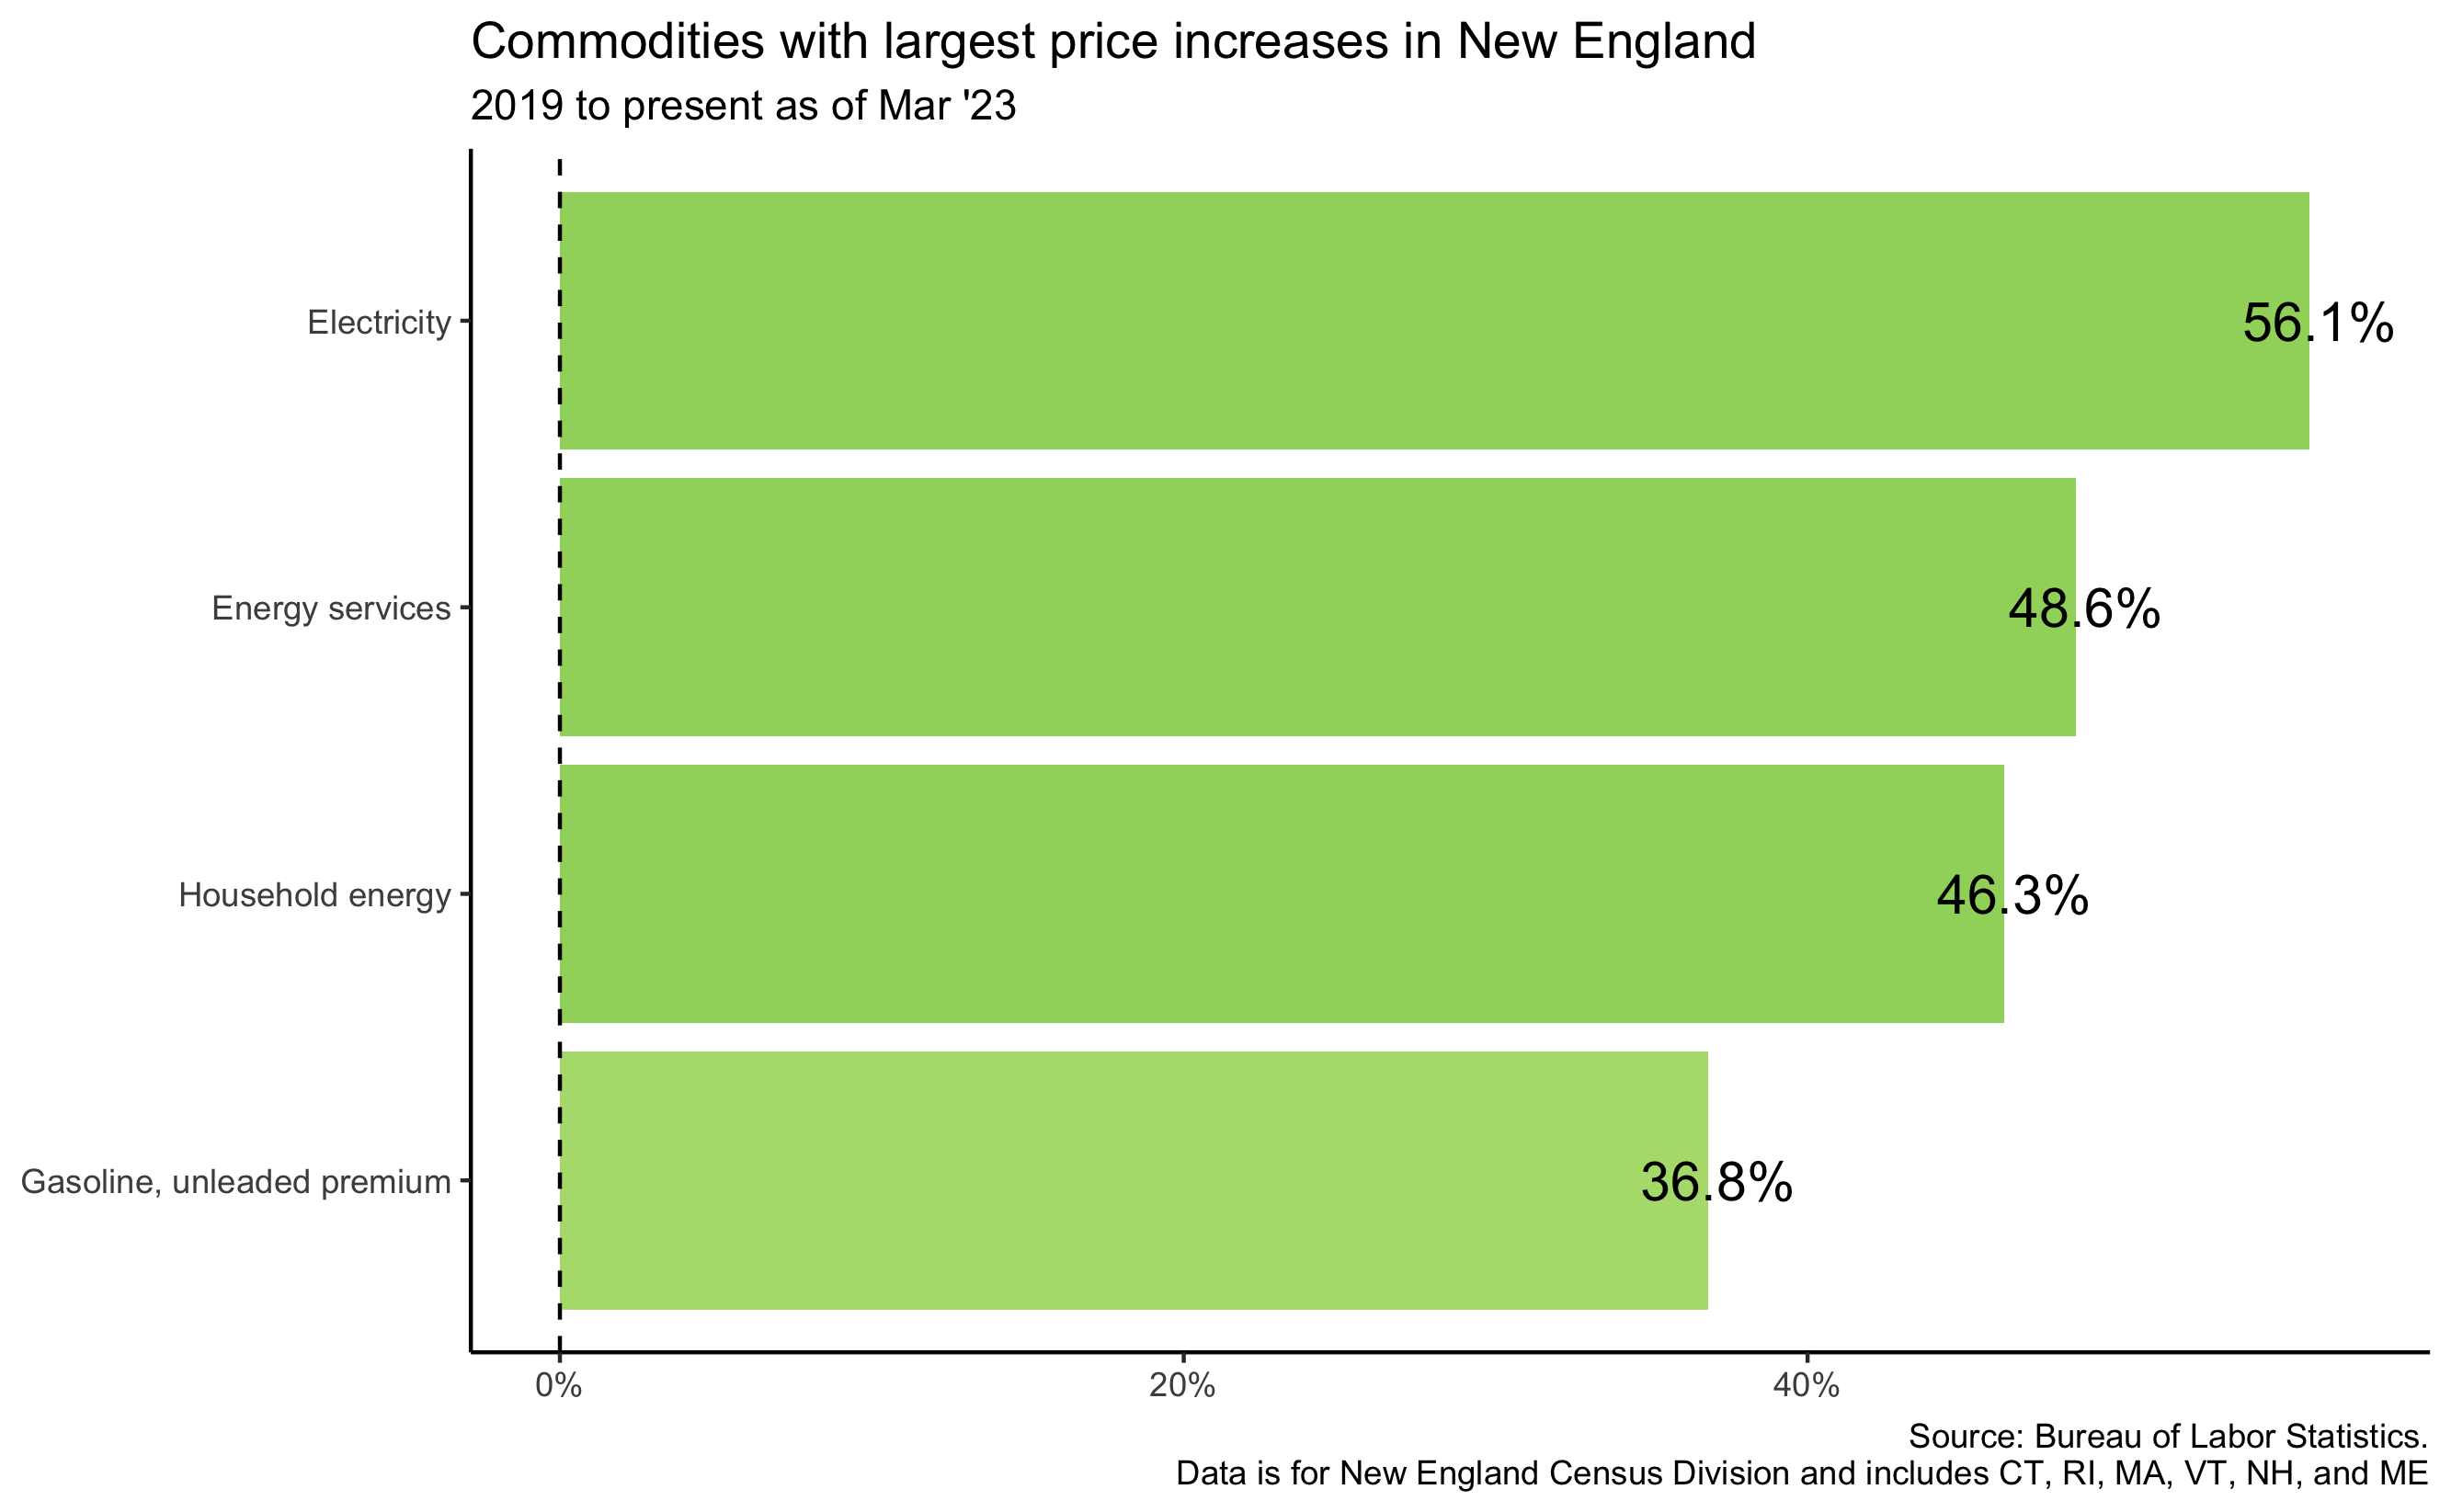 Commodities with largest price increases in New England
2019 to present as of Mar '23
Electricity
56.1%
Energy services
48.6%
Household energy
46.3%
Gasoline, unleaded premium
36.8%
0%
20%
40%
Source: Bureau of Labor Statistics.
Data is for New England Census Division and includes CT, RI, MA, VT, NH, and ME